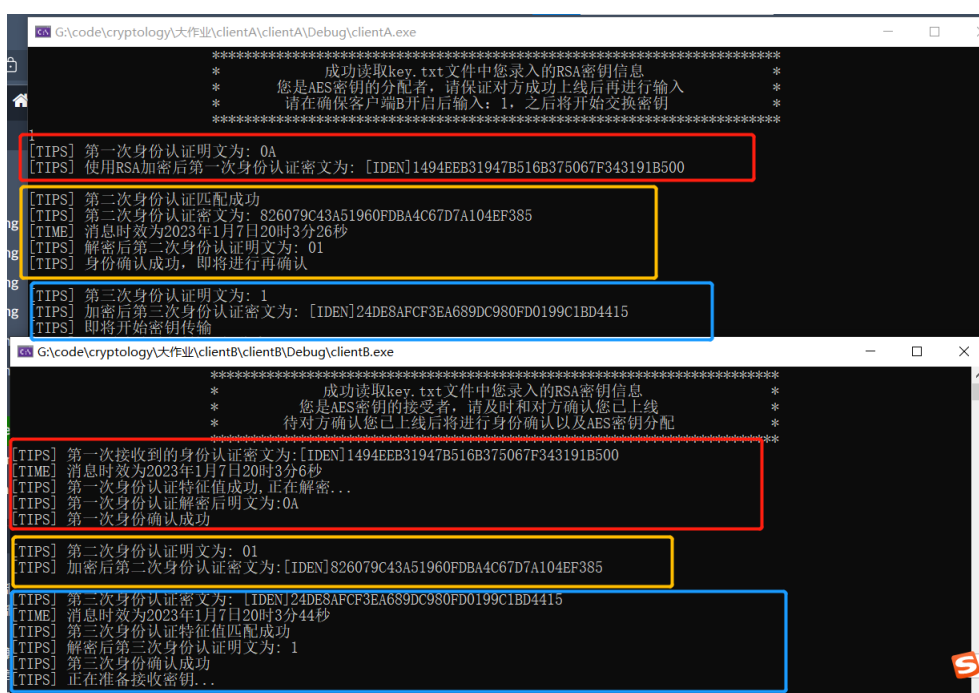 G:\code\cryptology\大作业\clientA\clientA\Debug\clientA.exe
****************************************************************************
* 成功读取key.txt文件中您录入的RSA密钥信息 *
* 您是AES密钥的分配者，请保证对方成功上线后再进行输入 *
* 请在确保客户端B开启后输入：1，之后将开始交换密钥 *
****************************************************************************
1
[TIPS] 第一次身份认证明文为: 0A
[TIPS] 使用RSA加密后第一次身份认证密文为: [IDEN]1494EEB31947B516B375067F343191B500
[TIPS] 第二次身份认证匹配成功
[TIPS] 第二次身份认证密文为: 826079C43A51960FDBA4C67D7A104EF385
[TIME] 消息时效为2023年1月7日20时3分26秒
[TIPS] 解密后第二次身份认证明文为: 01
[TIPS] 身份确认成功，即将进行再确认
[TIPS] 第三次身份认证明文为: 1
[TIPS] 加密后第三次身份认证密文为: [IDEN]24DE8AFCF3EA689DC980FD0199C1BD4415
[TIPS] 即将开始密钥传输
G:\code\cryptology\大作业\clientB\clientB\Debug\clientB.exe
****************************************************************************
* 成功读取key.txt文件中您录入的RSA密钥信息 *
* 您是AES密钥的接受者，请及时和对方确认您已上线 *
* 待对方确认您已上线后将进行身份确认以及AES密钥分配 *
****************************************************************************
[TIPS] 第一次接收到的身份认证密文为:[IDEN]1494EEB31947B516B375067F343191B500
[TIME] 消息时效为2023年1月7日20时3分6秒
[TIPS] 第一次身份认证特征值成功,正在解密...
[TIPS] 第一次身份认证解密后明文为:0A
[TIPS] 第一次身份确认成功
[TIPS] 第二次身份认证明文为: 01
[TIPS] 加密后第二次身份认证密文为:[IDEN]826079C43A51960FDBA4C67D7A104EF385
[TIPS] 第三次身份认证密文为: [IDEN]24DE8AFCF3EA689DC980FD0199C1BD4415
[TIME] 消息时效为2023年1月7日20时3分44秒
[TIPS] 第三次身份认证特征值匹配成功
[TIPS] 解密后第三次身份认证明文为: 1
[TIPS] 第三次身份确认成功
[TIPS] 正在准备接收密钥...